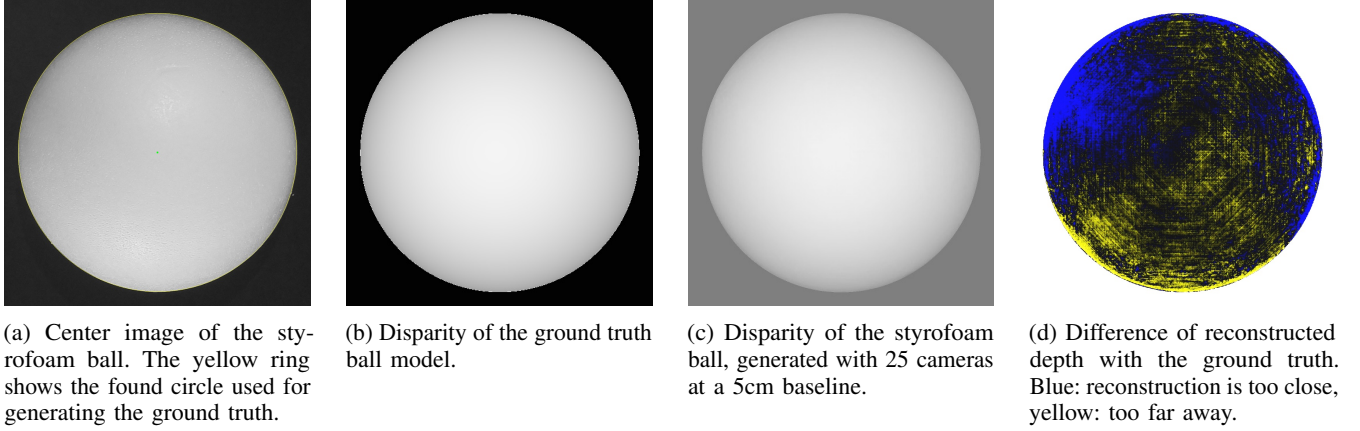 (a) Center image of the sty-
rofoam ball. The yellow ring
shows the found circle used for
generating the ground truth.
(b) Disparity of the ground truth
ball model.
(c) Disparity of the styrofoam
ball, generated with 25 cameras
at a 5cm baseline.
(d) Difference of reconstructed
depth with the ground truth.
Blue: reconstruction is too close,
yellow: too far away.